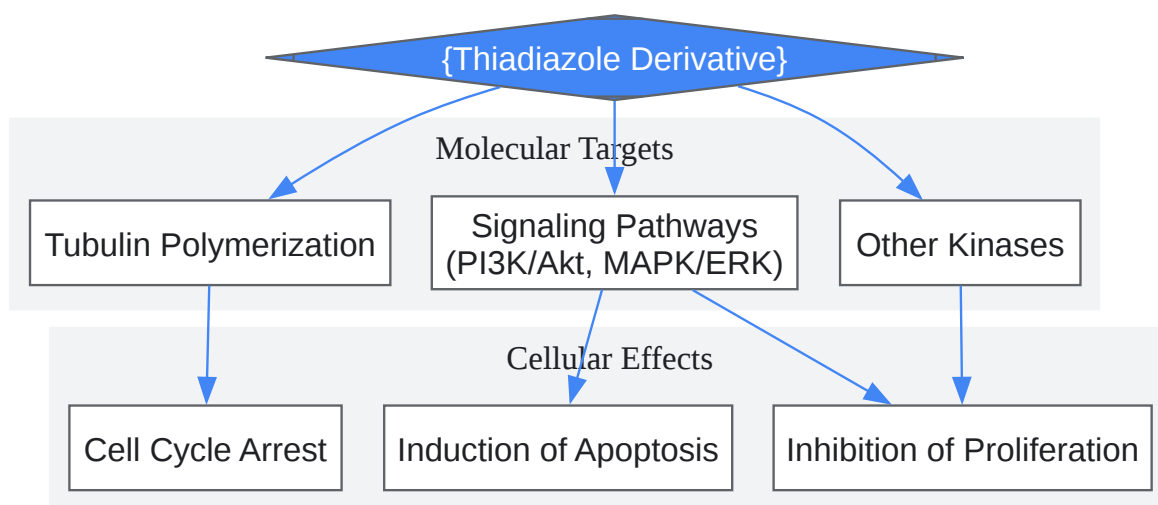 {Thiadiazole Derivative}
Molecular Targets
Tubulin Polymerization
Signaling Pathways
(PI3K/Akt, MAPK/ERK)
Other Kinases
Cellular Effects
Cell Cycle Arrest
Induction of Apoptosis
Inhibition of Proliferation